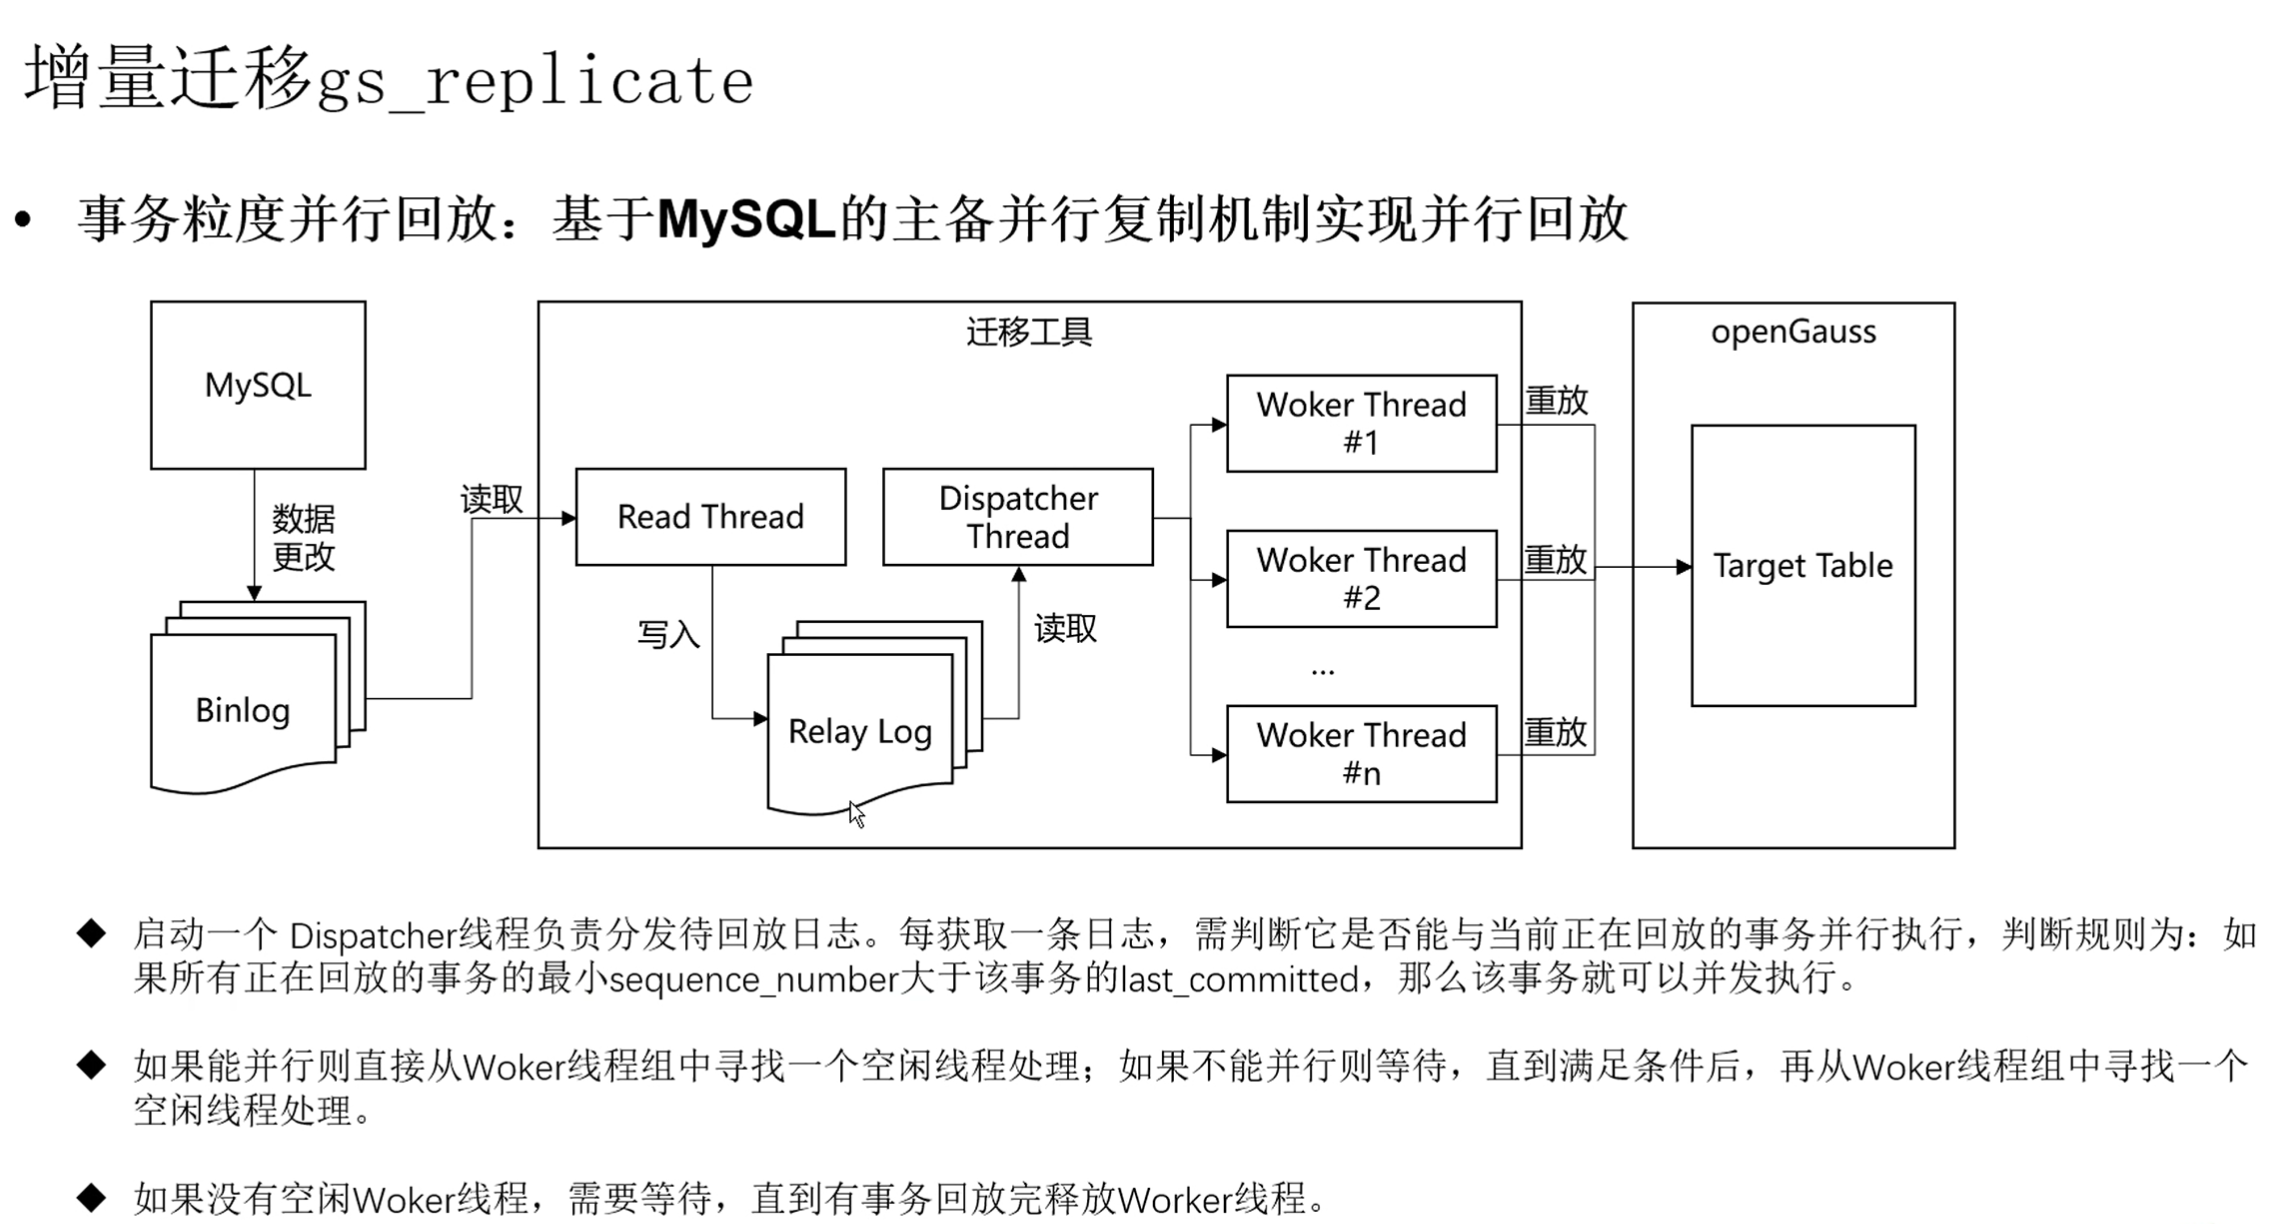 增量迁移gs_replicate
• 事务粒度并行回放：基于MySQL的主备并行复制机制实现并行回放
MySQL
数据
更改
Binlog
读取
迁移工具
Read Thread
写入
Relay Log
读取
Dispatcher
Thread
Woker Thread
#1
Woker Thread
#2
...
Woker Thread
#n
重放
重放
重放
openGauss
Target Table
◆ 启动一个 Dispatcher线程负责分发待回放日志。每获取一条日志，需判断它是否能与当前正在回放的事务并行执行，判断规则为：如
果所有正在回放的事务的最小sequence_number大于该事务的last_committed，那么该事务就可以并发执行。
◆ 如果能并行则直接从Woker线程组中寻找一个空闲线程处理；如果不能并行则等待，直到满足条件后，再从Woker线程组中寻找一个
空闲线程处理。
◆ 如果没有空闲Woker线程，需要等待，直到有事务回放完释放Worker线程。